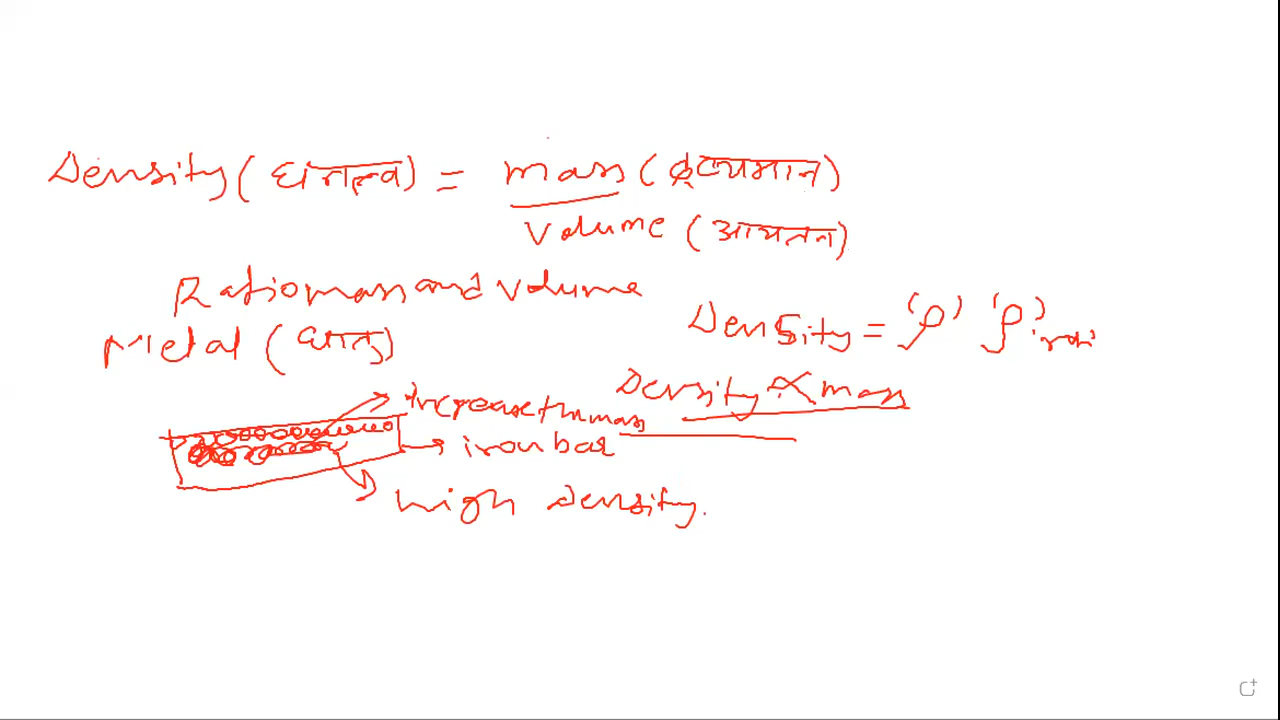 Density (घनत्व) = mass (द्रव्यमान)
Volume (आयतन)
Ratio mass and volume
Density = 'ρ' 'ρ'
Metal (धातु)
Density ∝ mass
Increase the mass
iron bar
high Density.